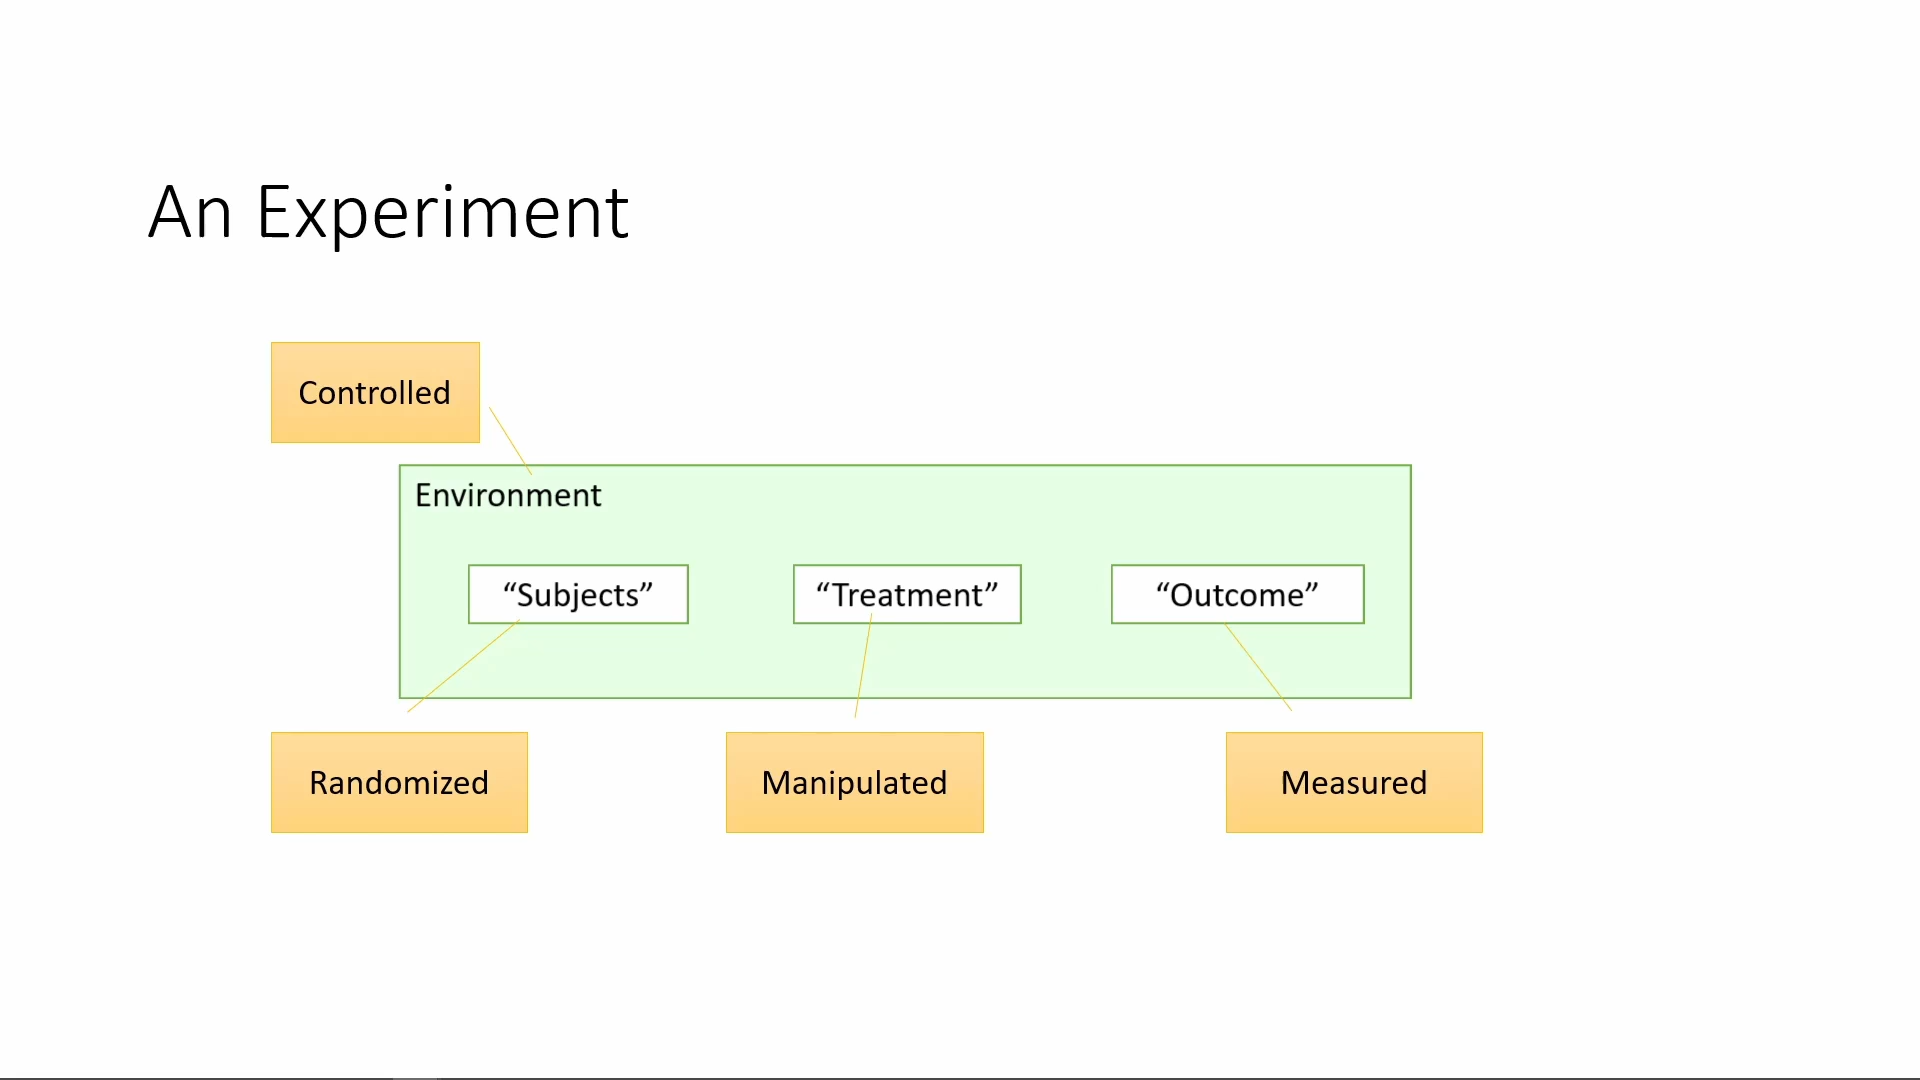 An Experiment
Controlled
Environment
“Subjects”
“Treatment”
“Outcome”
Randomized
Manipulated
Measured